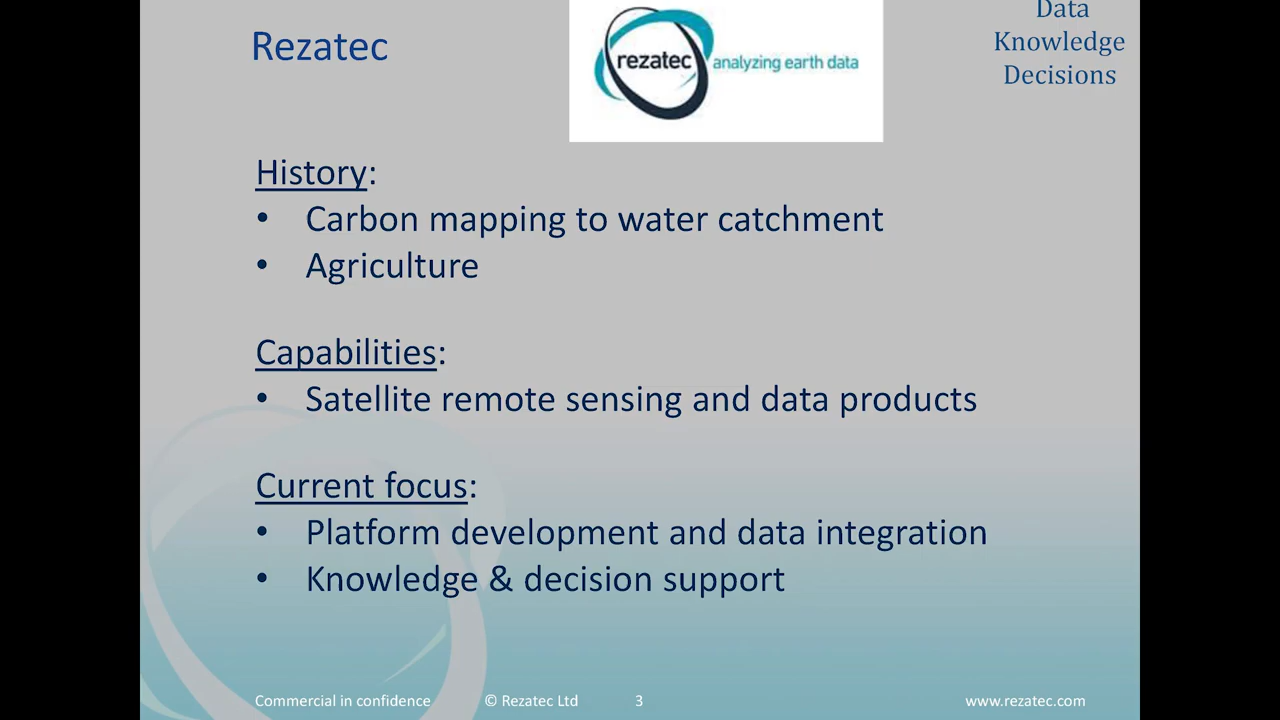 Rezatec
rezatec analyzing earth data
Data
Knowledge
Decisions
History:
• Carbon mapping to water catchment
• Agriculture
Capabilities:
• Satellite remote sensing and data products
Current focus:
• Platform development and data integration
• Knowledge & decision support
Commercial in confidence © Rezatec Ltd 3 www.rezatec.com